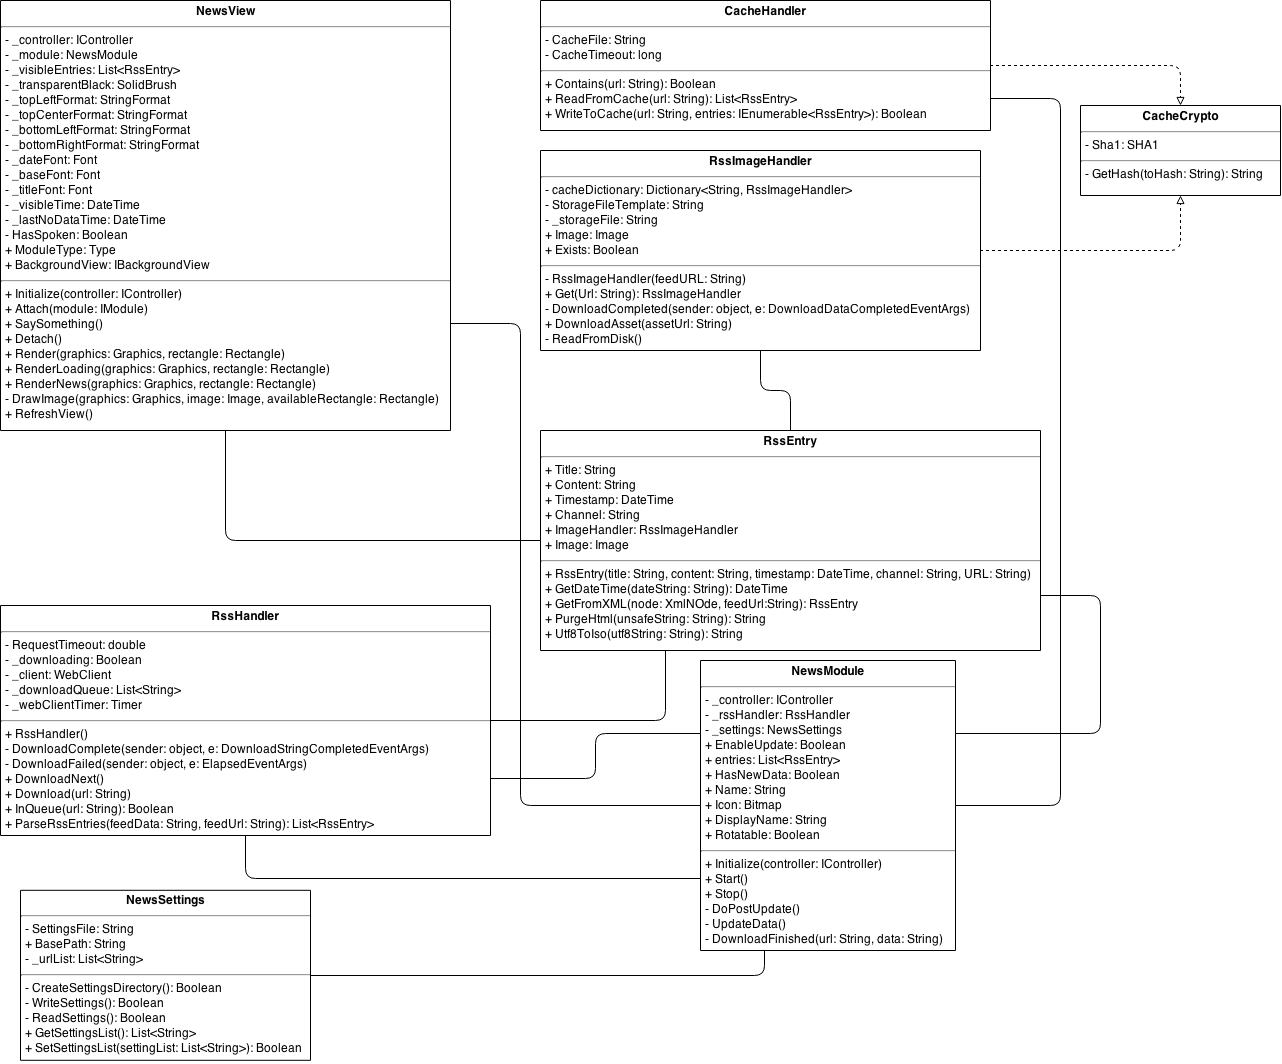 NewsView
- _controller: IController
- _module: NewsModule
- _visibleEntries: List<RssEntry>
- _transparentBlack: SolidBrush
- _topLeftFormat: StringFormat
- _topCenterFormat: StringFormat
- _bottomLeftFormat: StringFormat
- _bottomRightFormat: StringFormat
- _dateFont: Font
- _baseFont: Font
- _titleFont: Font
- _visibleTime: DateTime
- _lastNoDataTime: DateTime
- HasSpoken: Boolean
+ ModuleType: Type
+ BackgroundView: IBackgroundView
+ Initialize(controller: IController)
+ Attach(module: IModule)
+ SaySomething()
+ Detach()
+ Render(graphics: Graphics, rectangle: Rectangle)
+ RenderLoading(graphics: Graphics, rectangle: Rectangle)
+ RenderNews(graphics: Graphics, rectangle: Rectangle)
- DrawImage(graphics: Graphics, image: Image, availableRectangle: Rectangle)
+ RefreshView()
CacheHandler
- CacheFile: String
- CacheTimeout: long
+ Contains(url: String): Boolean
+ ReadFromCache(url: String): List<RssEntry>
+ WriteToCache(url: String, entries: IEnumerable<RssEntry>): Boolean
CacheCrypto
- Sha1: SHA1
- GetHash(toHash: String): String
RssImageHandler
- cacheDictionary: Dictionary<String, RssImageHandler>
- StorageFileTemplate: String
- _storageFile: String
+ Image: Image
+ Exists: Boolean
- RssImageHandler(feedURL: String)
+ Get(Url: String): RssImageHandler
- DownloadCompleted(sender: object, e: DownloadDataCompletedEventArgs)
+ DownloadAsset(assetUrl: String)
- ReadFromDisk()
RssEntry
+ Title: String
+ Content: String
+ Timestamp: DateTime
+ Channel: String
+ ImageHandler: RssImageHandler
+ Image: Image
+ RssEntry(title: String, content: String, timestamp: DateTime, channel: String, URL: String)
+ GetDateTime(dateString: String): DateTime
+ GetFromXML(node: XmlNOde, feedUrl:String): RssEntry
+ PurgeHtml(unsafeString: String): String
+ Utf8ToIso(utf8String: String): String
RssHandler
- RequestTimeout: double
- _downloading: Boolean
- _client: WebClient
- _downloadQueue: List<String>
- _webClientTimer: Timer
+ RssHandler()
- DownloadComplete(sender: object, e: DownloadStringCompletedEventArgs)
- DownloadFailed(sender: object, e: ElapsedEventArgs)
+ DownloadNext()
+ Download(url: String)
+ InQueue(url: String): Boolean
+ ParseRssEntries(feedData: String, feedUrl: String): List<RssEntry>
NewsModule
- _controller: IController
- _rssHandler: RssHandler
- _settings: NewsSettings
+ EnableUpdate: Boolean
+ entries: List<RssEntry>
+ HasNewData: Boolean
+ Name: String
+ Icon: Bitmap
+ DisplayName: String
+ Rotatable: Boolean
+ Initialize(controller: IController)
+ Start()
+ Stop()
- DoPostUpdate()
- UpdateData()
- DownloadFinished(url: String, data: String)
NewsSettings
- SettingsFile: String
+ BasePath: String
- _urlList: List<String>
- CreateSettingsDirectory(): Boolean
- WriteSettings(): Boolean
- ReadSettings(): Boolean
+ GetSettingsList(): List<String>
+ SetSettingsList(settingList: List<String>): Boolean